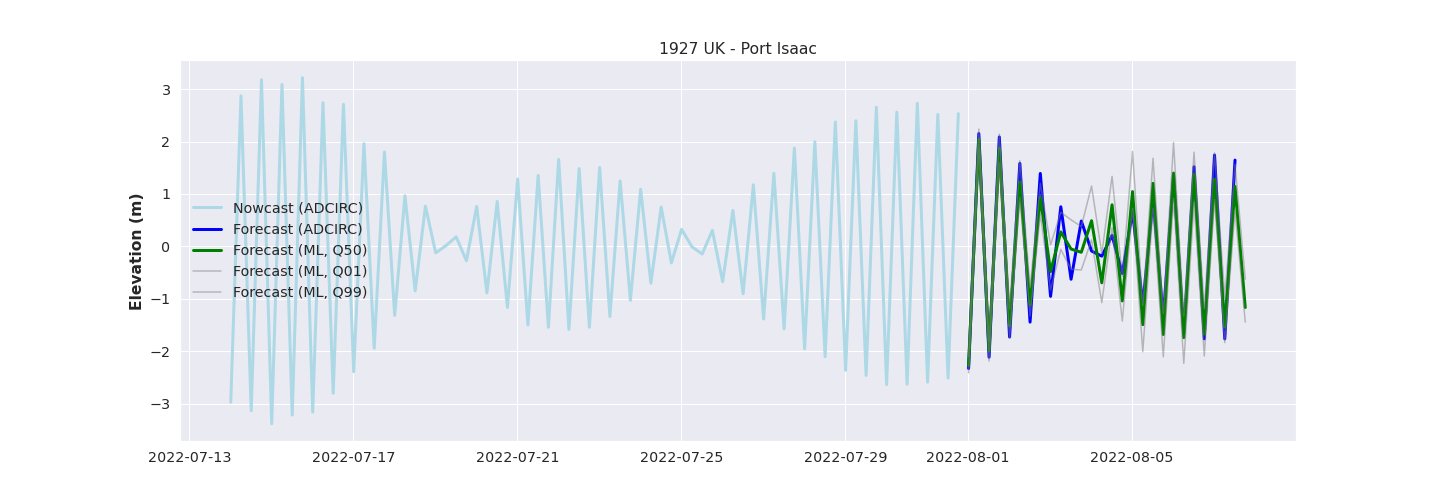 1927 UK - Port Isaac
Elevation (m)
3
2
1
0
−1
−2
−3
Nowcast (ADCIRC)
Forecast (ADCIRC)
Forecast (ML, Q50)
Forecast (ML, Q01)
Forecast (ML, Q99)
2022-07-13 2022-07-17 2022-07-21 2022-07-25 2022-07-29 2022-08-01 2022-08-05